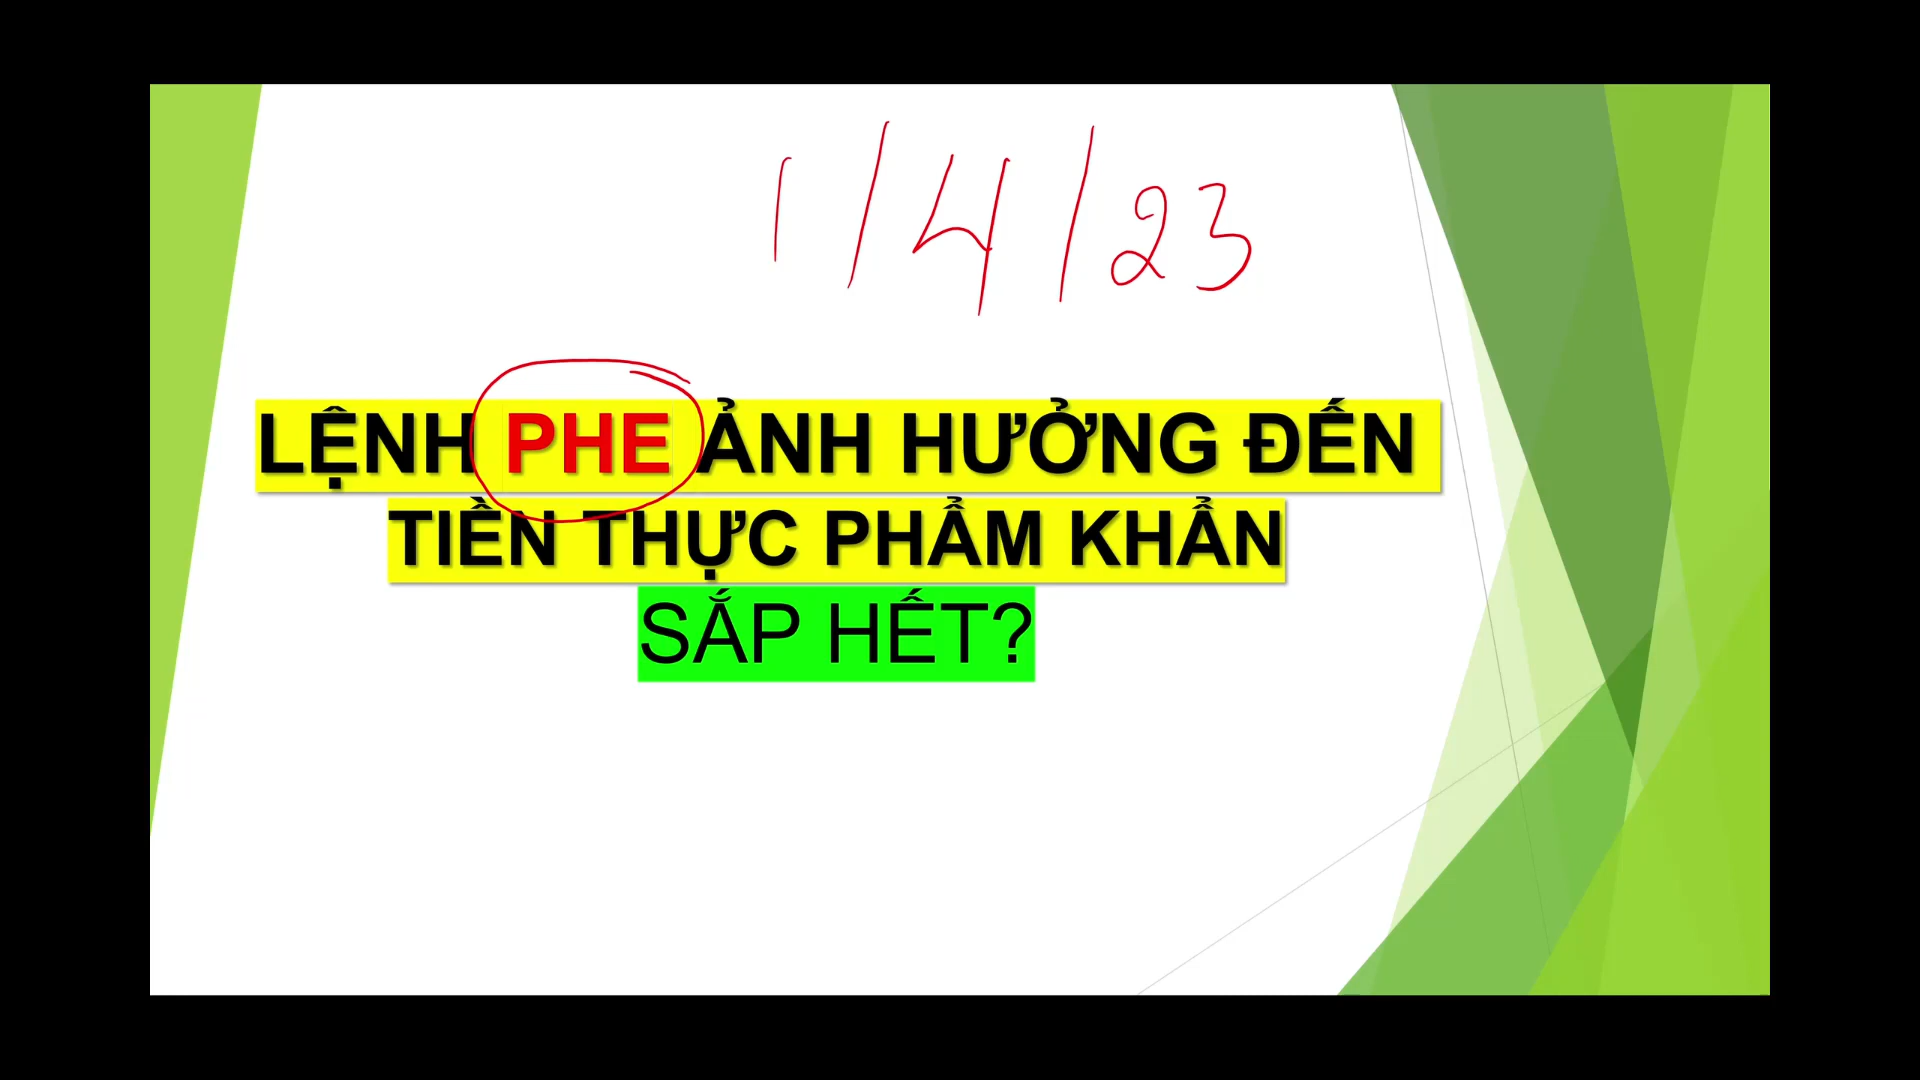 1/4/23
LỆNH PHE ẢNH HƯỞNG ĐẾN
TIỀN THỰC PHẨM KHẨN
SẮP HẾT?